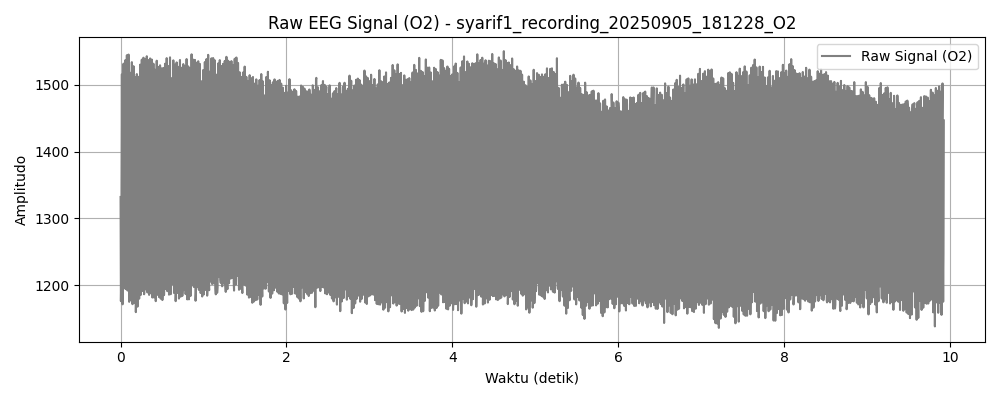 Raw EEG Signal (O2) - syarif1_recording_20250905_181228_O2
Raw Signal (O2)
Amplitudo
1500
1400
1300
1200
0 2 4 6 8 10
Waktu (detik)